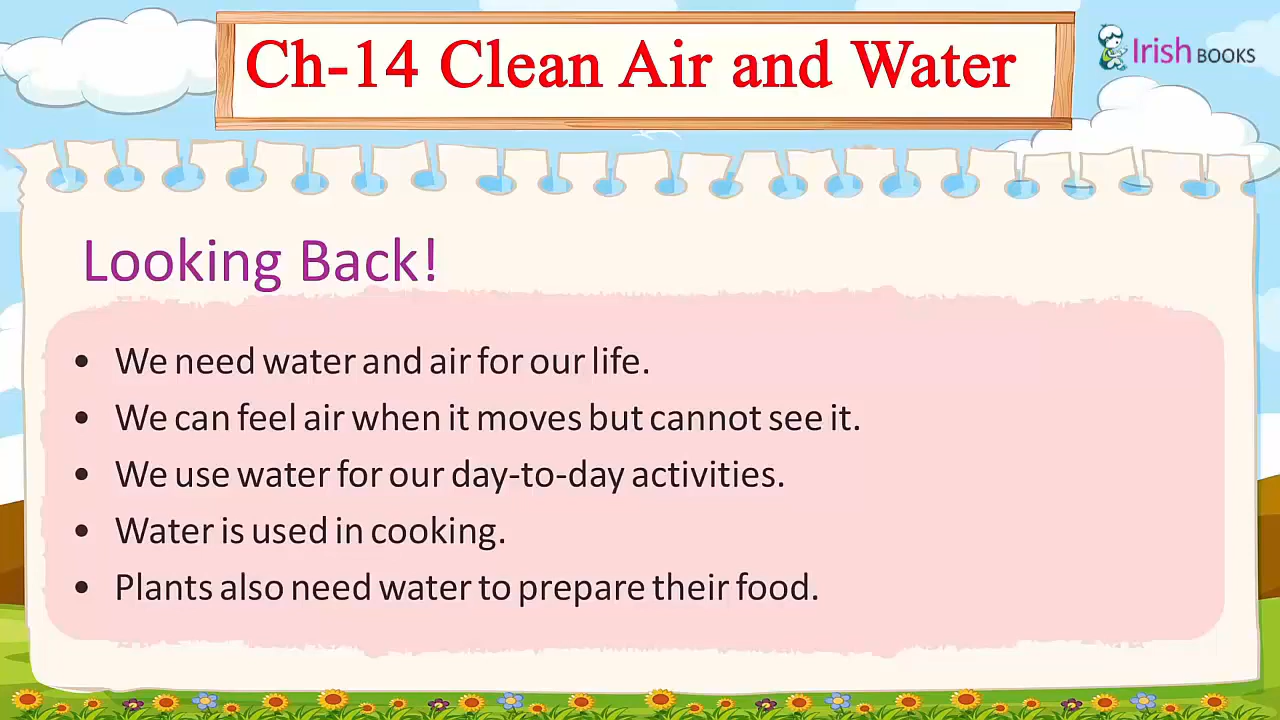 Ch-14 Clean Air and Water
Irish BOOKS
Looking Back!
• We need water and air for our life.
• We can feel air when it moves but cannot see it.
• We use water for our day-to-day activities.
• Water is used in cooking.
• Plants also need water to prepare their food.